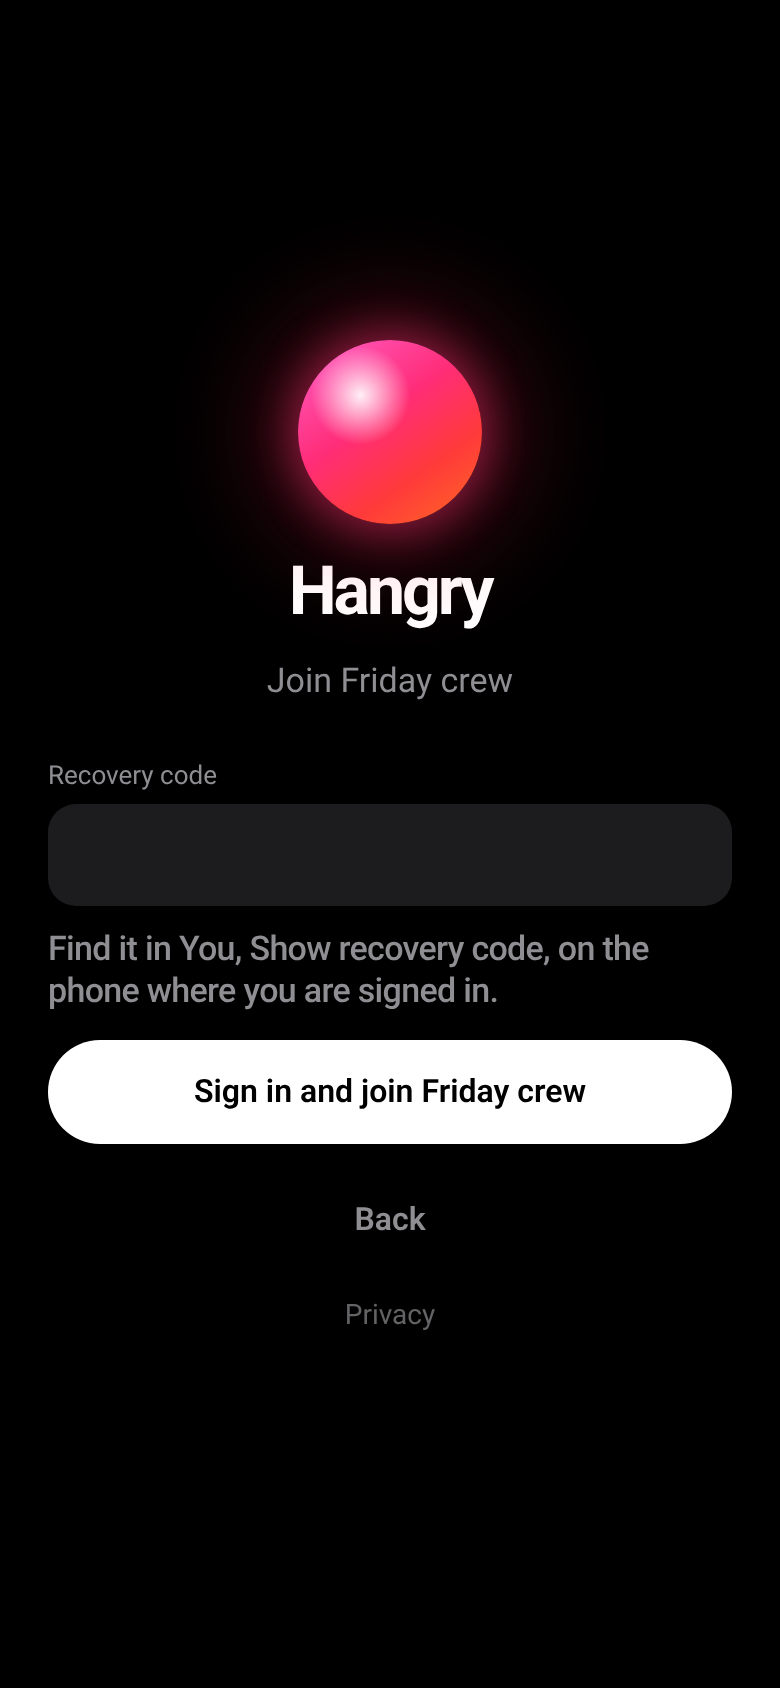 Hangry
Join Friday crew
Recovery code
Find it in You, Show recovery code, on the
phone where you are signed in.
Sign in and join Friday crew
Back
Privacy